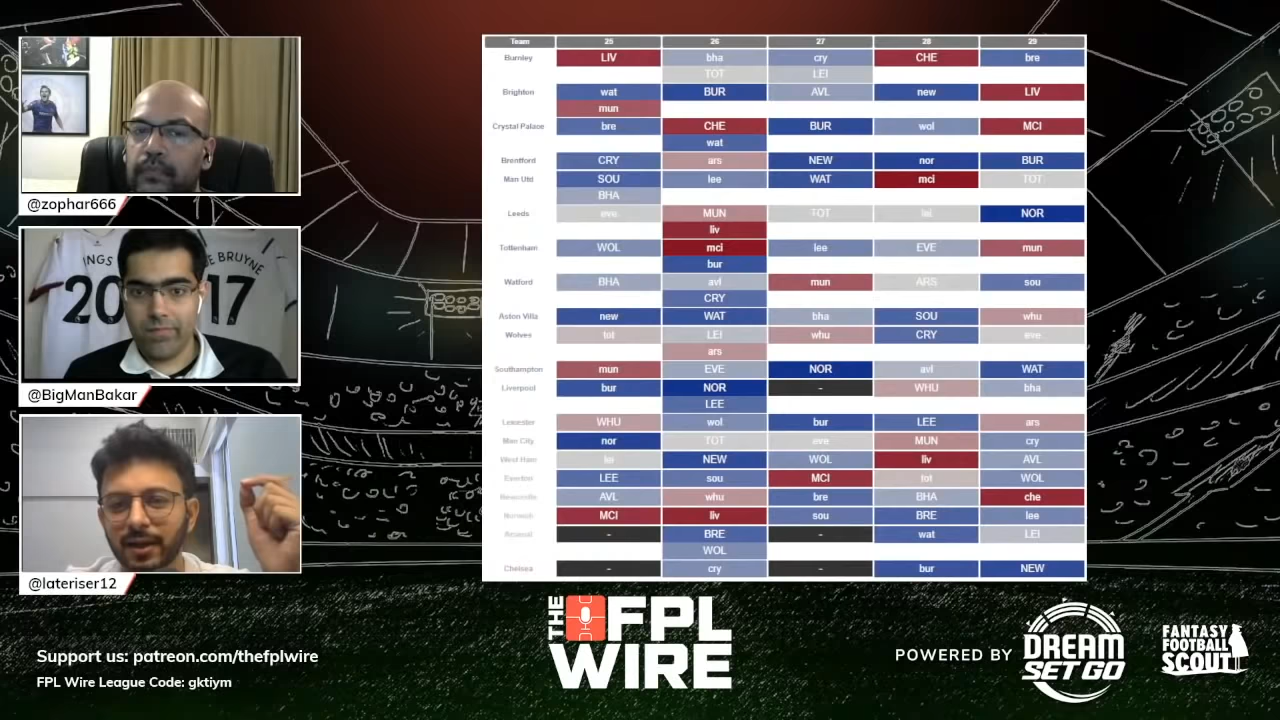 INGS
20
E BRUYNE
17
@zophar666
@BigManBakar
@lateriser12
Team 25 26 27 28 29
Burnley LIV bha cry CHE bre
TOT LEI
Brighton wat BUR AVL new LIV
mun
Crystal Palace bre CHE BUR wol MCI
wat
Brentford CRY ars NEW nor BUR
Man Utd SOU lee WAT mci TOT
BHA
Leeds eve MUN TOT lei NOR
liv
Tottenham WOL mci lee EVE mun
bur
Watford BHA avl mun ARS sou
CRY
Aston Villa new WAT bha SOU whu
Wolves tot LEI whu CRY eve
ars
Southampton mun EVE NOR avl WAT
Liverpool bur NOR - WHU bha
LEE
Leicester WHU wol bur LEE ars
Man City nor TOT eve MUN cry
West Ham lei NEW WOL liv AVL
Everton LEE sou MCI tot WOL
Newcastle AVL whu bre BHA che
Norwich MCI liv sou BRE lee
Arsenal - BRE - wat LEI
WOL
Chelsea - cry - bur NEW
Support us: patreon.com/thefplwire
FPL Wire League Code: gktiym
THE FPL
WIRE
POWERED BY
DREAM
SET GO
FANTASY
FOOTBALL
SCOUT